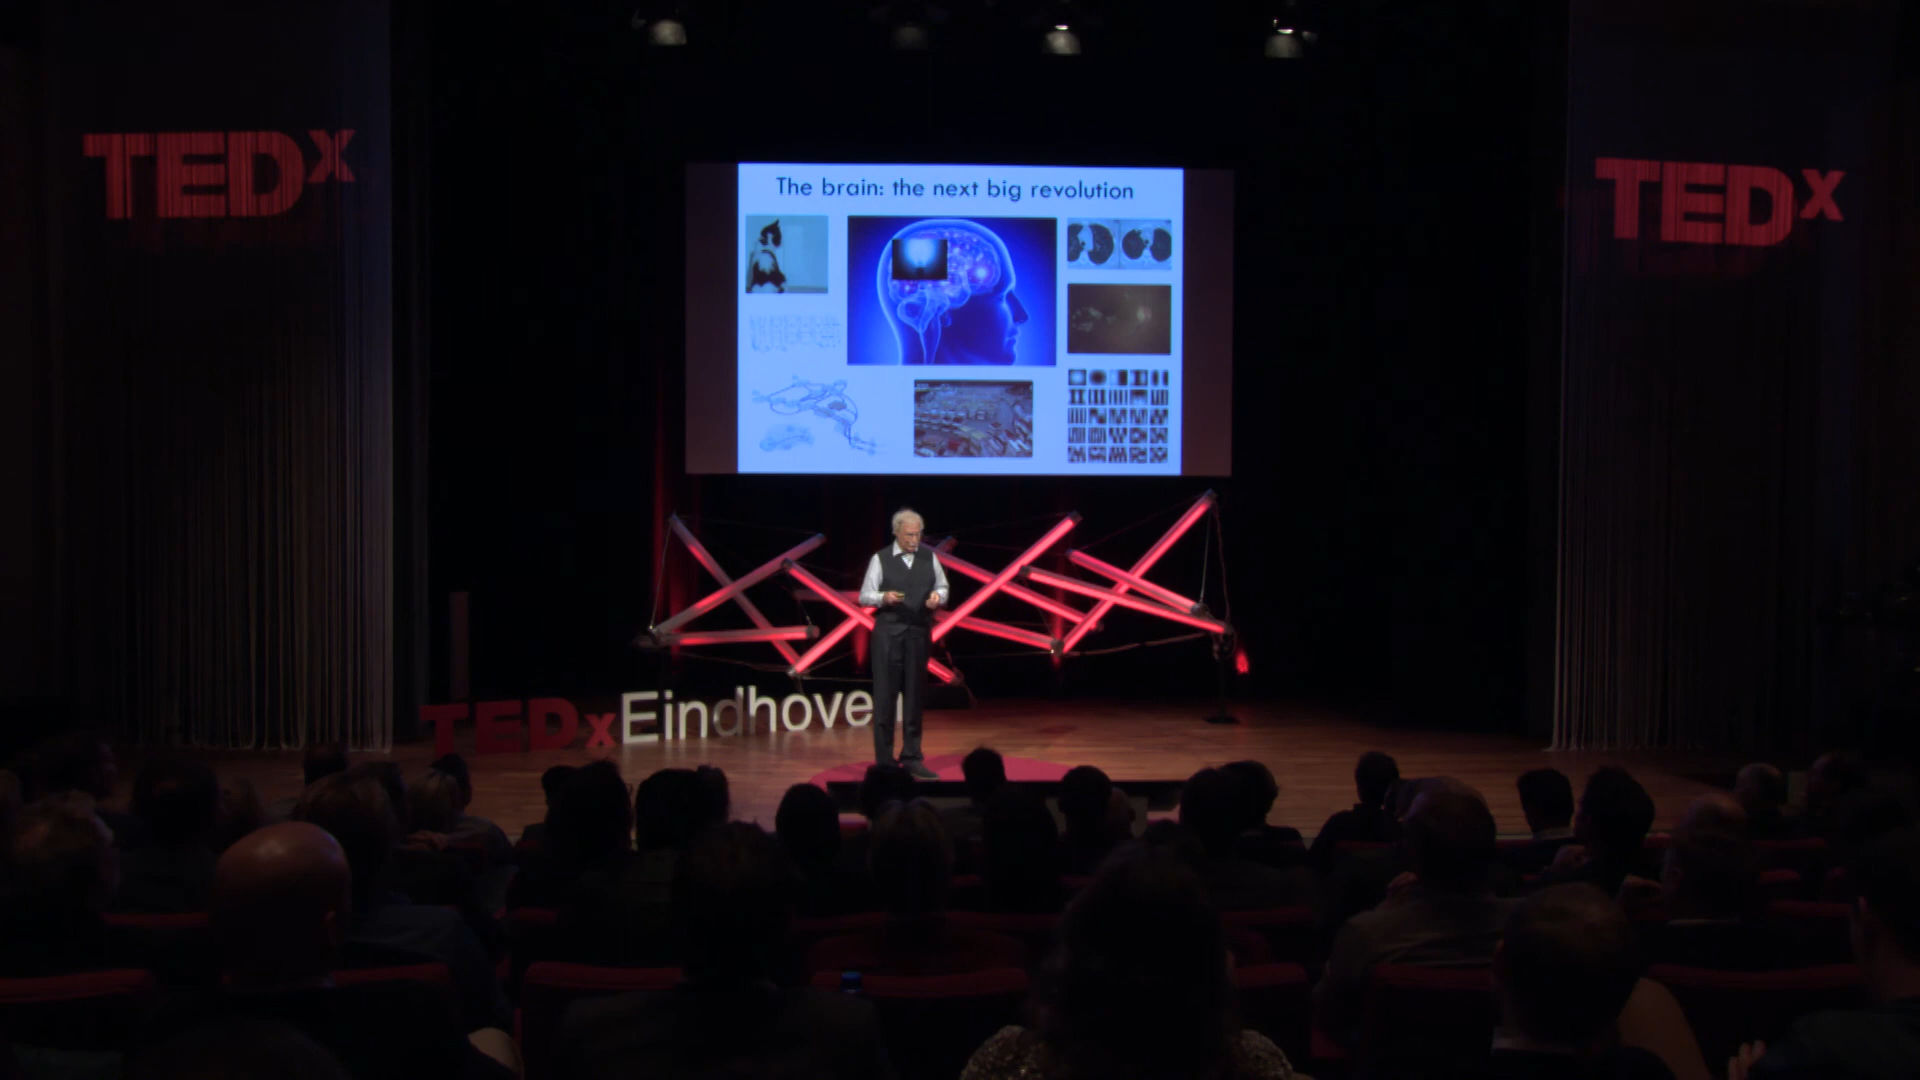 TEDx
TEDx
The brain: the next big revolution
TEDxEindhoven